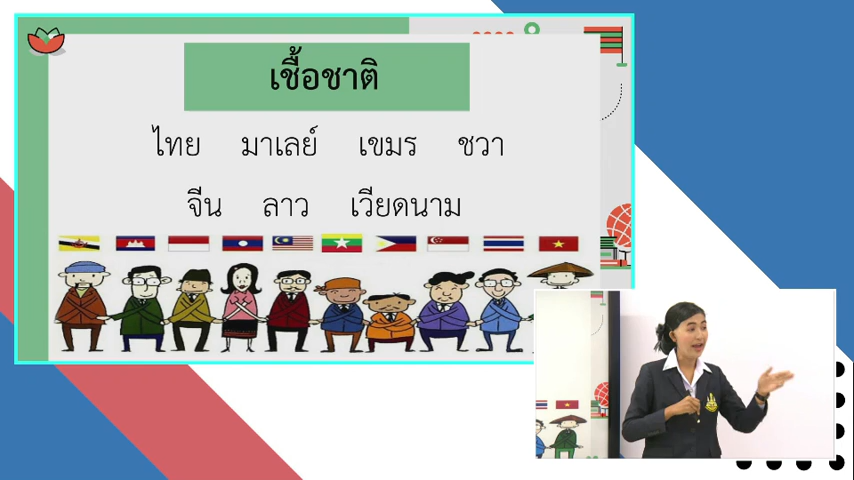 เชื้อชาติ
ไทย มาเลย์ เขมร ชวา
จีน ลาว เวียดนาม